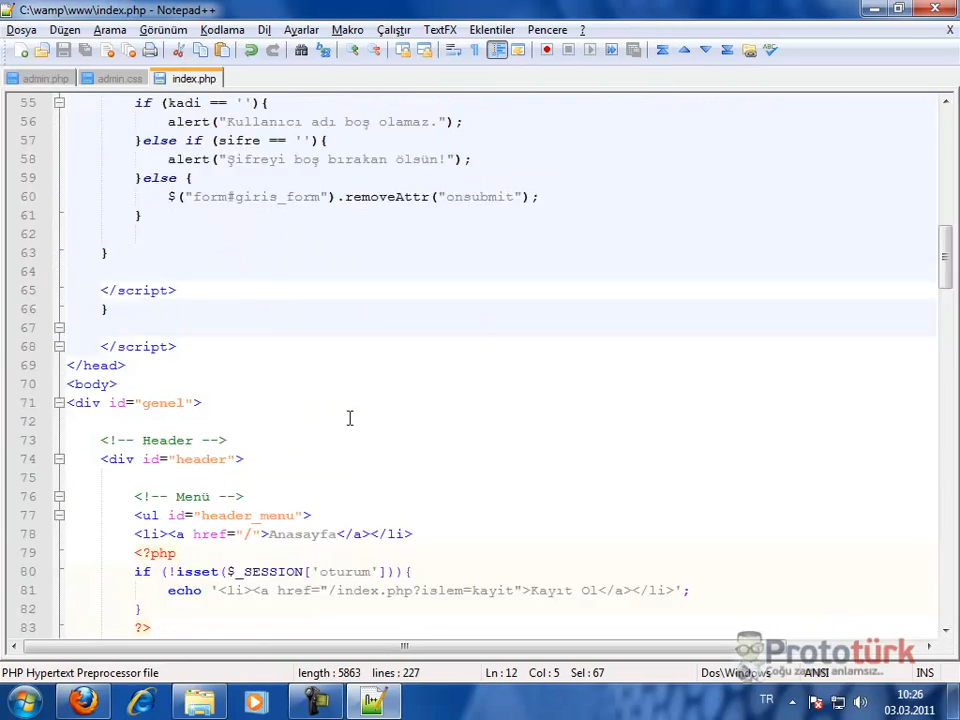 C:\wamp\www\index.php - Notepad++
Dosya Düzen Arama Görünüm Kodlama Dil Ayarlar Makro Çalıştır TextFX Eklentiler Pencere ? X
admin.php admin.css index.php
55 if (kadi == ''){
56 alert("Kullanıcı adı boş olamaz.");
57 }else if (sifre == ''){
58 alert("Şifreyi boş bırakan ölsün!");
59 }else {
60 $("form#giris_form").removeAttr("onsubmit");
61 }
62
63 }
64
65 </script>
66 }
67
68 </script>
69 </head>
70 <body>
71 <div id="genel">
72
73 <!-- Header -->
74 <div id="header">
75
76 <!-- Menü -->
77 <ul id="header_menu">
78 <li><a href="/">Anasayfa</a></li>
79 <?php
80 if (!isset($_SESSION['oturum'])){
81 echo '<li><a href="/index.php?islem=kayit">Kayıt Ol</a></li>';
82 }
83 ?>
Prototürk
Çoğu zaman anlamsız..
PHP Hypertext Preprocessor file length : 5863 lines : 227 Ln : 12 Col : 5 Sel : 67 Dos\Windows ANSI INS
TR 10:26
03.03.2011